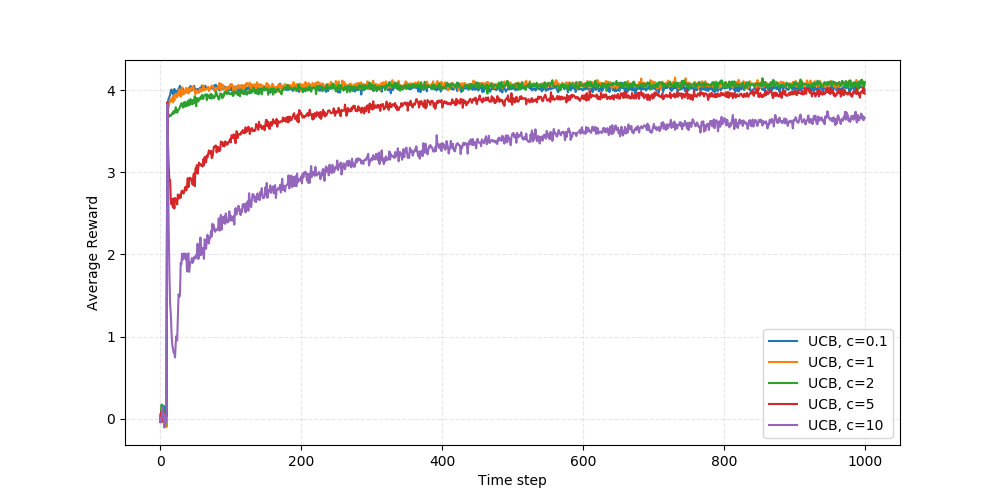 4
3
2
1
0
Average Reward
0 200 400 600 800 1000
Time step
UCB, c=0.1
UCB, c=1
UCB, c=2
UCB, c=5
UCB, c=10